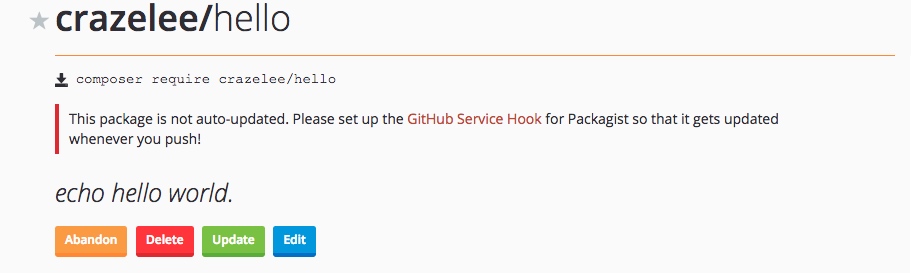 crazelee/hello
composer require crazelee/hello
This package is not auto-updated. Please set up the GitHub Service Hook for Packagist so that it gets updated
whenever you push!
echo hello world.
Abandon Delete Update Edit